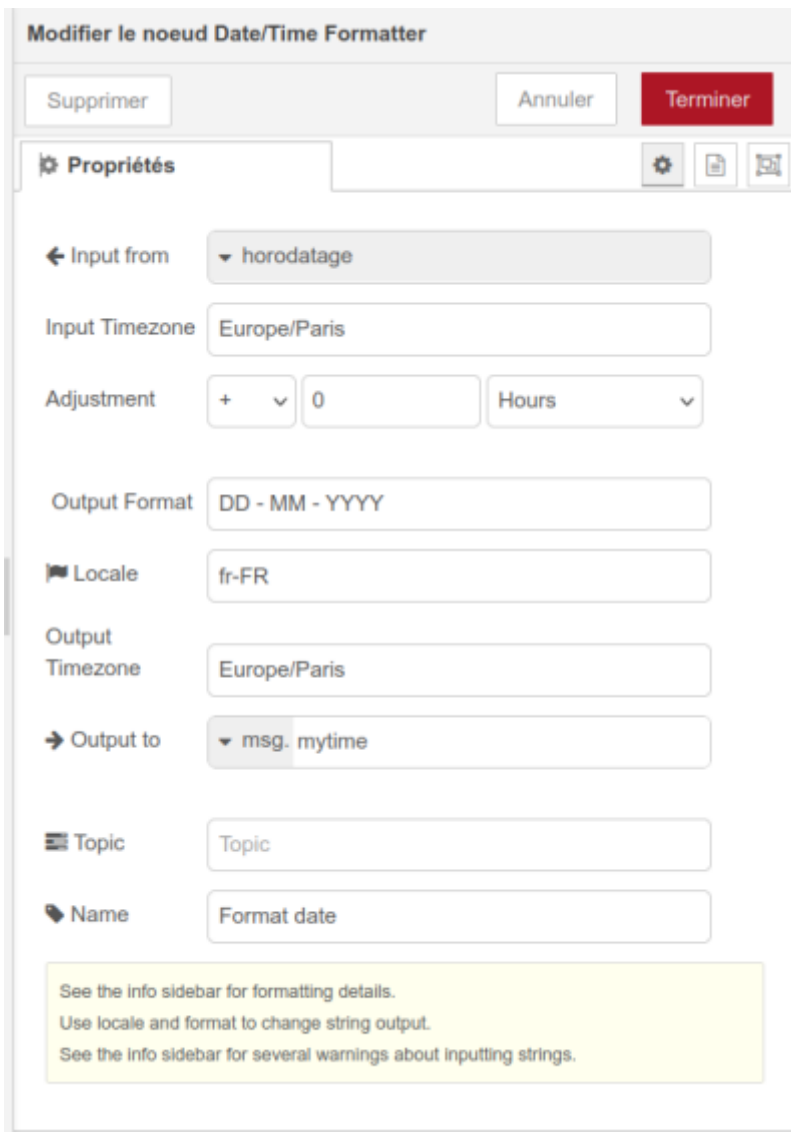 Modifier le noeud Date/Time Formatter
Supprimer
Annuler
Terminer
Propriétés
Input from
horodatage
Input Timezone
Europe/Paris
Adjustment
+
0
Hours
Output Format
DD - MM - YYYY
Locale
fr-FR
Output
Timezone
Europe/Paris
Output to
msg. mytime
Topic
Topic
Name
Format date
See the info sidebar for formatting details.
Use locale and format to change string output.
See the info sidebar for several warnings about inputting strings.